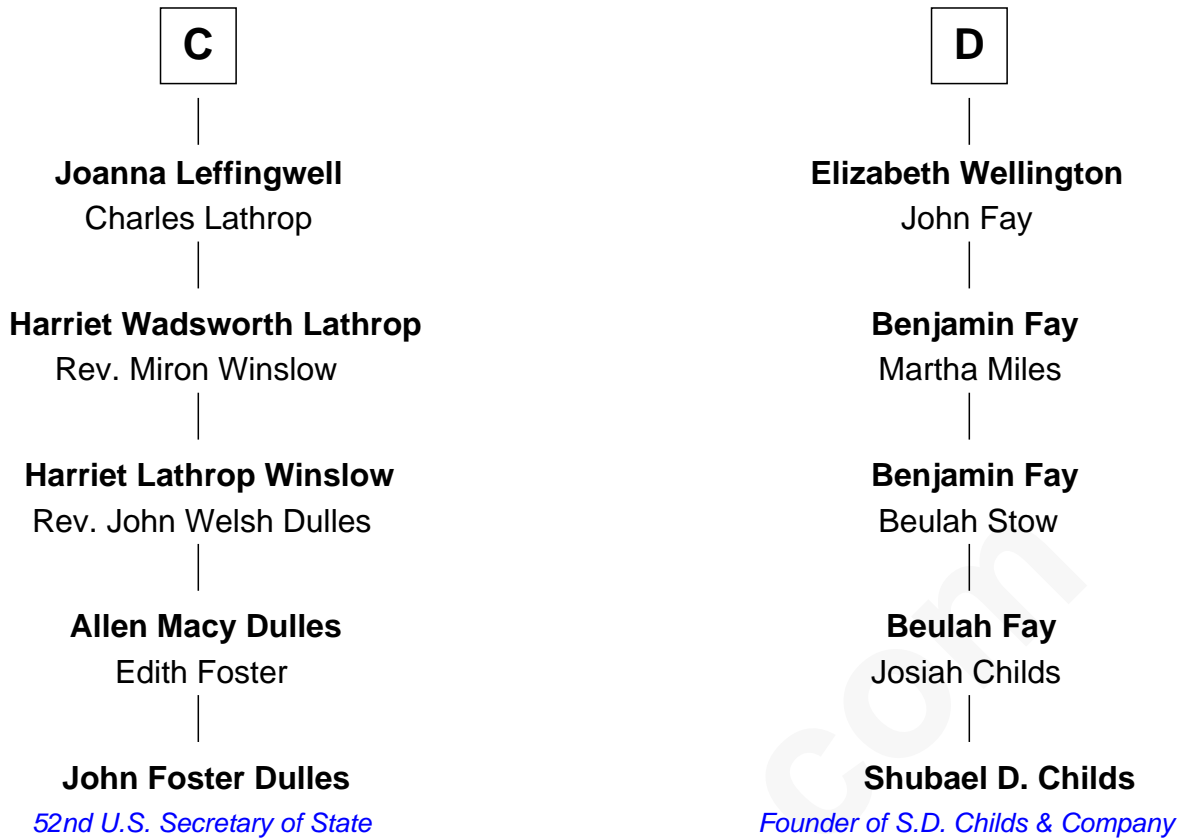 C
Joanna Leffingwell
Charles Lathrop
Harriet Wadsworth Lathrop
Rev. Miron Winslow
Harriet Lathrop Winslow
Rev. John Welsh Dulles
Allen Macy Dulles
Edith Foster
John Foster Dulles
52nd U.S. Secretary of State
D
Elizabeth Wellington
John Fay
Benjamin Fay
Martha Miles
Benjamin Fay
Beulah Stow
Beulah Fay
Josiah Childs
Shubael D. Childs
Founder of S.D. Childs & Company
com